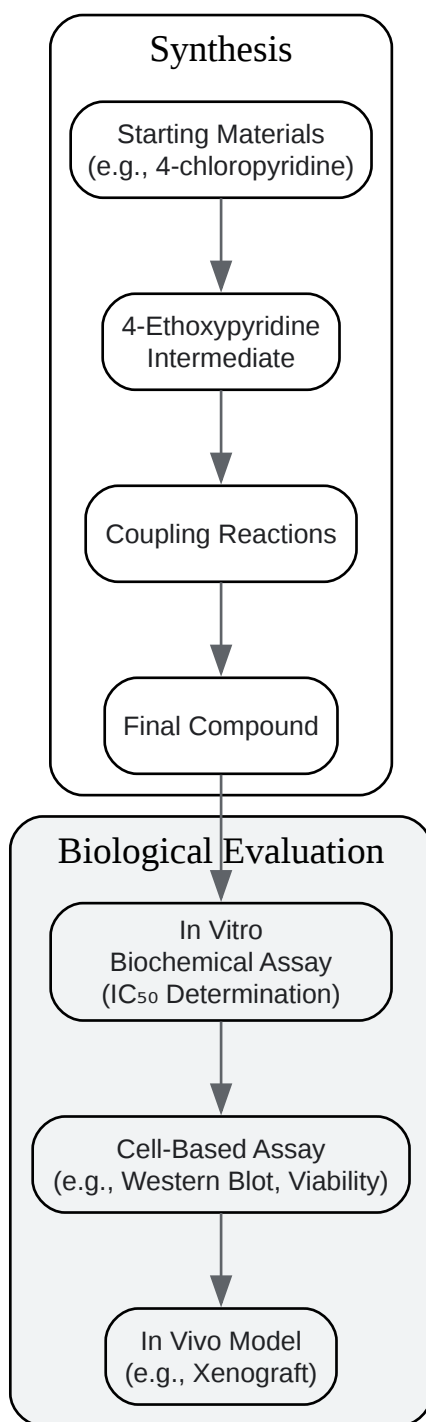 Synthesis
Starting Materials
(e.g., 4-chloropyridine)
4-Ethoxypyridine
Intermediate
Coupling Reactions
Final Compound
Biological Evaluation
In Vitro
Biochemical Assay
(IC₅₀ Determination)
Cell-Based Assay
(e.g., Western Blot, Viability)
In Vivo Model
(e.g., Xenograft)